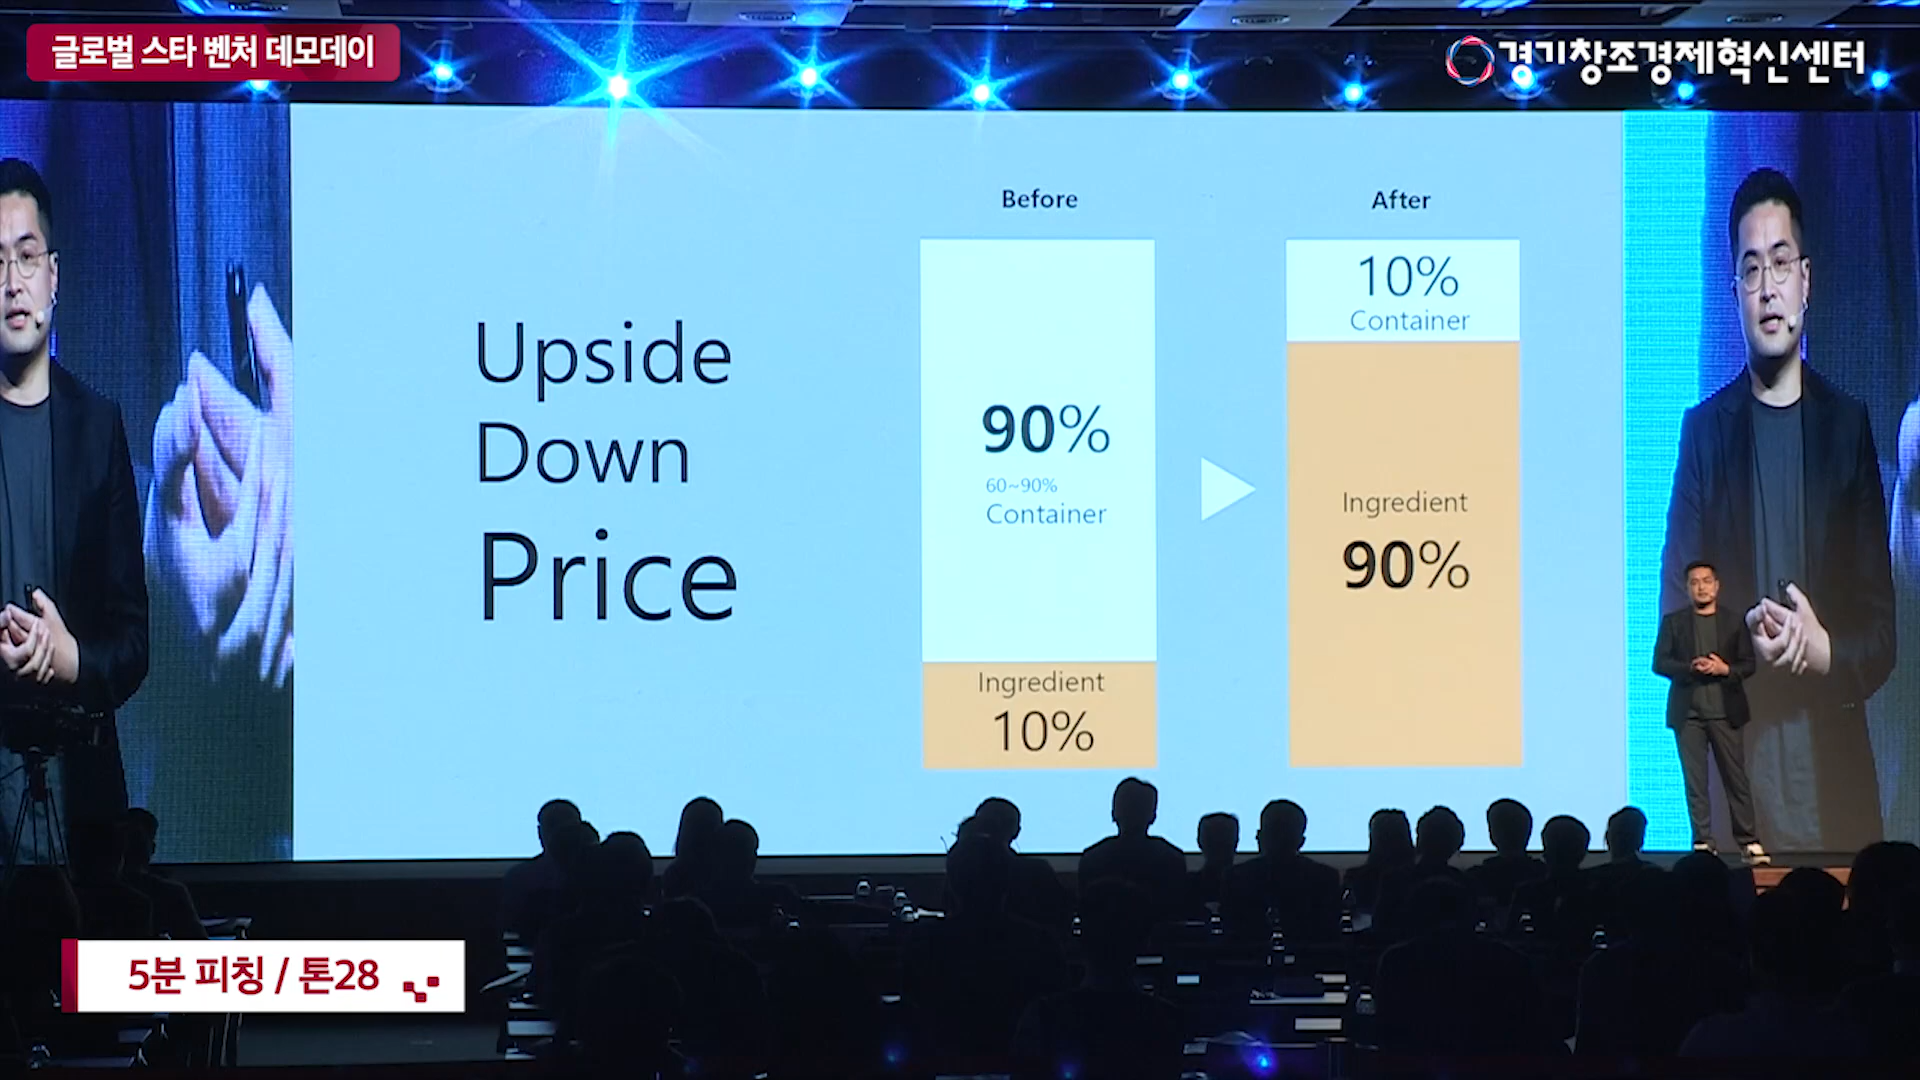 글로벌 스타 벤처 데모데이
경기창조경제혁신센터
Upside
Down
Price
Before
90%
60~90%
Container
Ingredient
10%
After
10%
Container
Ingredient
90%
5분 피칭 / 톤28